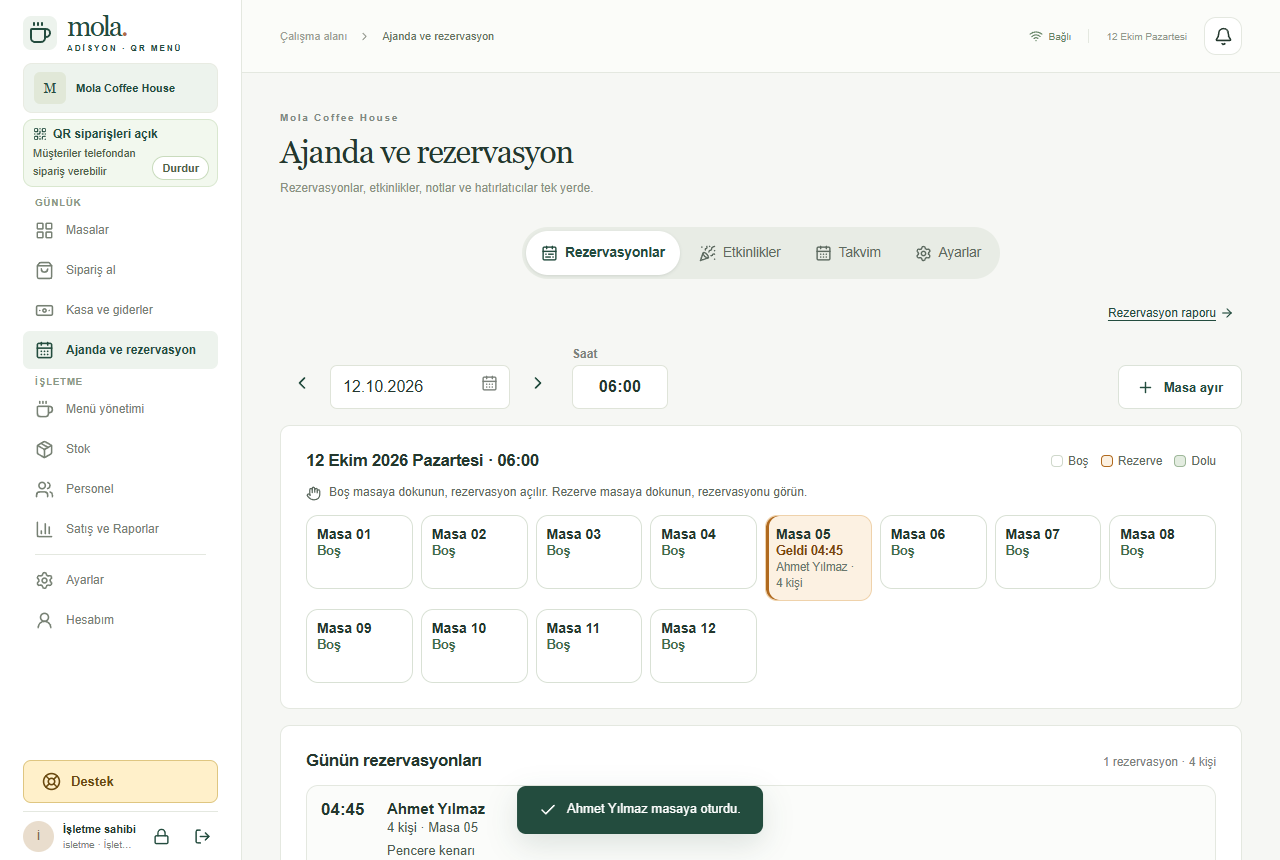 mola.
ADİSYON · QR MENÜ
M
Mola Coffee House
QR siparişleri açık
Müşteriler telefondan
sipariş verebilir
Durdur
GÜNLÜK
Masalar
Sipariş al
Kasa ve giderler
Ajanda ve rezervasyon
İŞLETME
Menü yönetimi
Stok
Personel
Satış ve Raporlar
Ayarlar
Hesabım
Destek
İ
İşletme sahibi
isletme · İşlet...
Çalışma alanı
Ajanda ve rezervasyon
Bağlı
12 Ekim Pazartesi
Mola Coffee House
Ajanda ve rezervasyon
Rezervasyonlar, etkinlikler, notlar ve hatırlatıcılar tek yerde.
Rezervasyonlar
Etkinlikler
Takvim
Ayarlar
Rezervasyon raporu
Saat
12.10.2026
06:00
Masa ayır
12 Ekim 2026 Pazartesi · 06:00
Boş
Rezerve
Dolu
Boş masaya dokunun, rezervasyon açılır. Rezerve masaya dokunun, rezervasyonu görün.
Masa 01
Boş
Masa 02
Boş
Masa 03
Boş
Masa 04
Boş
Masa 05
Geldi 04:45
Ahmet Yılmaz ·
4 kişi
Masa 06
Boş
Masa 07
Boş
Masa 08
Boş
Masa 09
Boş
Masa 10
Boş
Masa 11
Boş
Masa 12
Boş
Günün rezervasyonları
1 rezervasyon · 4 kişi
04:45
Ahmet Yılmaz
4 kişi · Masa 05
Pencere kenarı
Ahmet Yılmaz masaya oturdu.